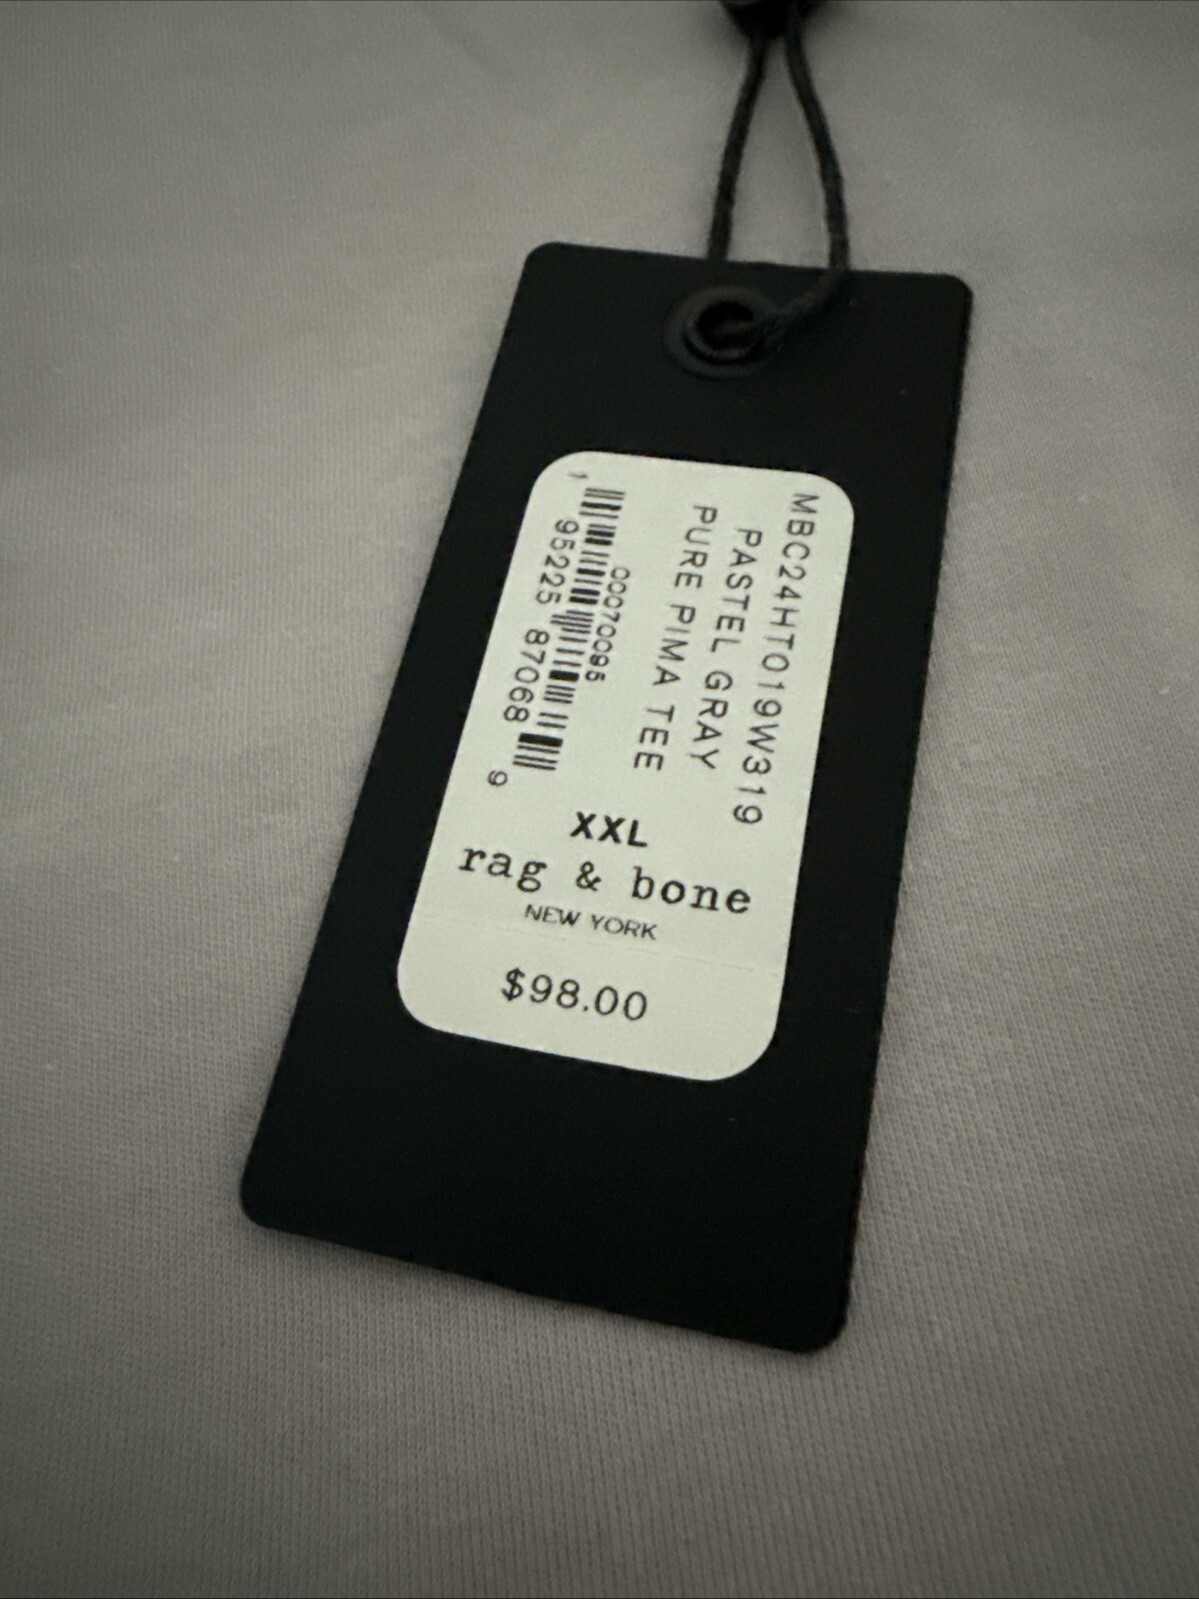 MBC24HT019W319
PASTEL GRAY
PURE PIMA TEE
00070095
1 95225 87068 9
XXL
rag & bone
NEW YORK
$98.00